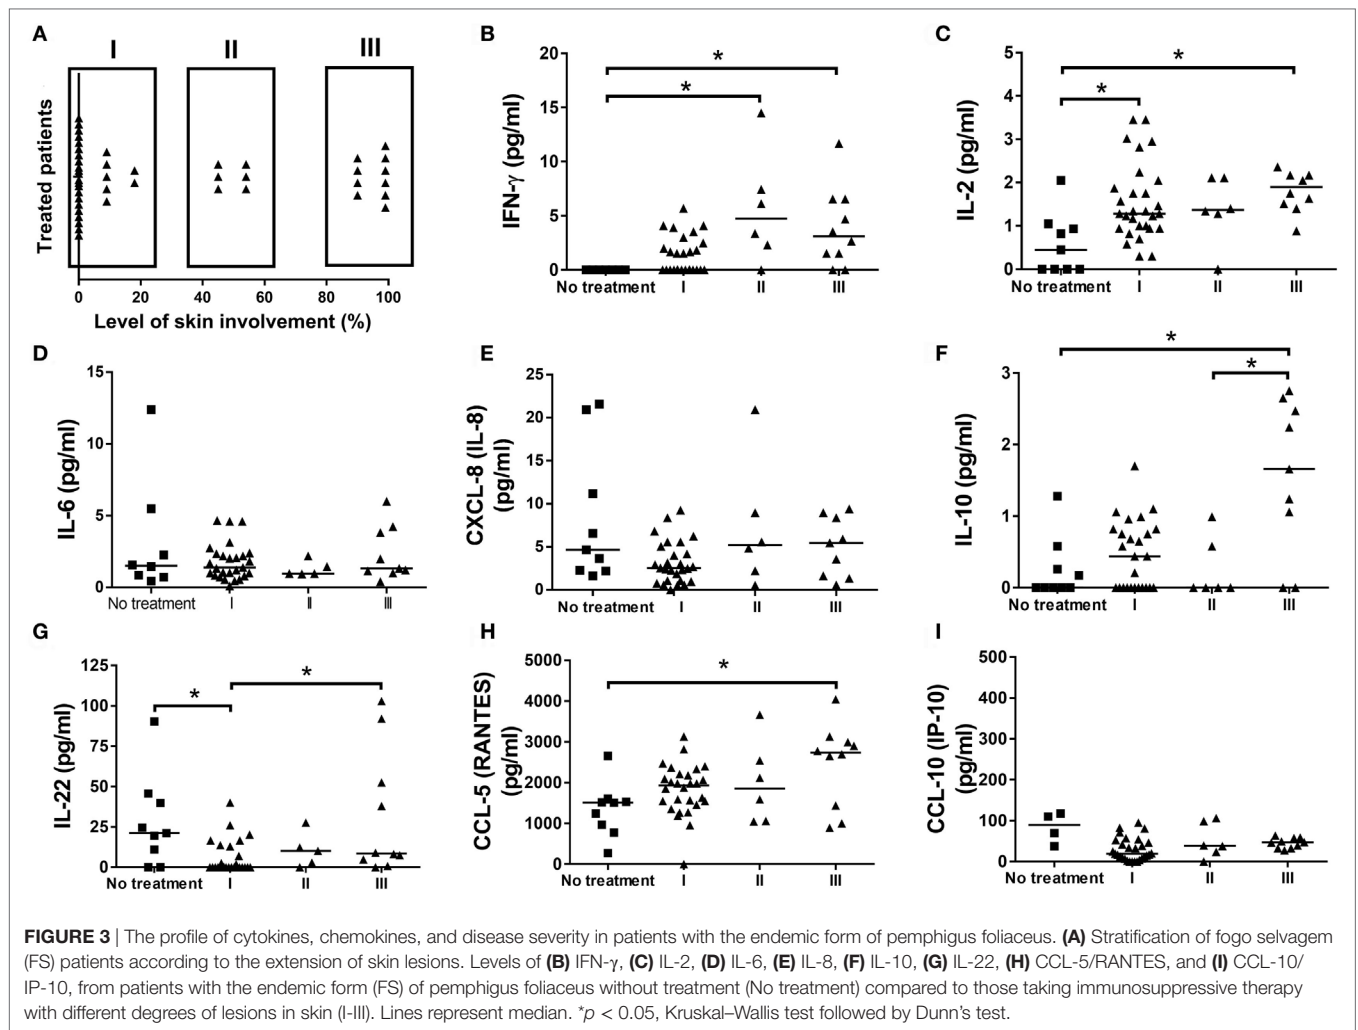 A
I II III
Treated patients
0 20 40 60 80 100
Level of skin involvement (%)
B
IFN-γ (pg/ml)
20
15
10
5
0
* 
*
No treatment I II III
C
IL-2 (pg/ml)
5
4
3
2
1
0
*
*
No treatment I II III
D
IL-6 (pg/ml)
15
10
5
0
No treatment I II III
E
CXCL-8 (IL-8)
(pg/ml)
25
20
15
10
5
0
No treatment I II III
F
IL-10 (pg/ml)
3
2
1
0
*
*
No treatment I II III
G
IL-22 (pg/ml)
125
100
75
50
25
0
*
*
No treatment I II III
H
CCL-5 (RANTES)
(pg/ml)
5000
4000
3000
2000
1000
0
*
No treatment I II III
I
CCL-10 (IP-10)
(pg/ml)
500
400
300
200
100
0
No treatment I II III
FIGURE 3 | The profile of cytokines, chemokines, and disease severity in patients with the endemic form of pemphigus foliaceus. (A) Stratification of fogo selvagem
(FS) patients according to the extension of skin lesions. Levels of (B) IFN-γ, (C) IL-2, (D) IL-6, (E) IL-8, (F) IL-10, (G) IL-22, (H) CCL-5/RANTES, and (I) CCL-10/
IP-10, from patients with the endemic form (FS) of pemphigus foliaceus without treatment (No treatment) compared to those taking immunosuppressive therapy
with different degrees of lesions in skin (I-III). Lines represent median. *p < 0.05, Kruskal–Wallis test followed by Dunn's test.